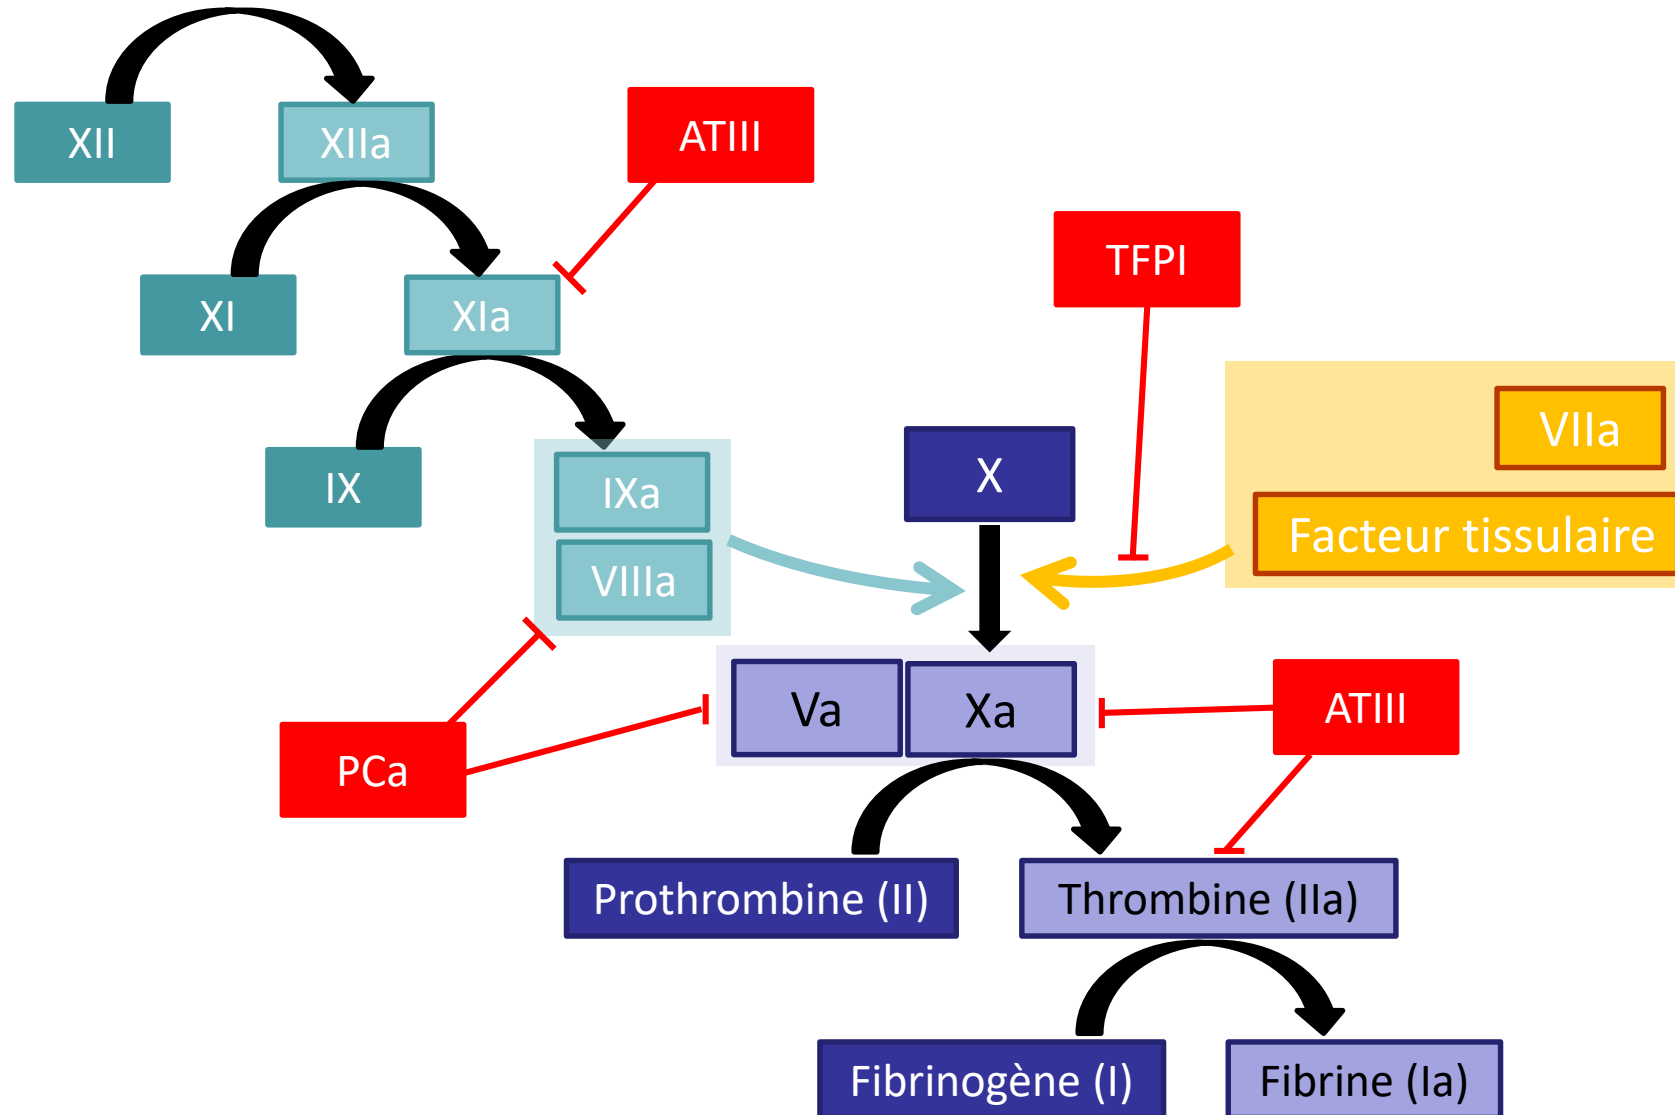 XII
XIIa
ATIII
TFPI
XI
XIa
VIIa
X
IX
IXa
Facteur tissulaire
VIIIa
Va
Xa
ATIII
PCa
Prothrombine (II)
Thrombine (IIa)
Fibrinogène (I)
Fibrine (Ia)